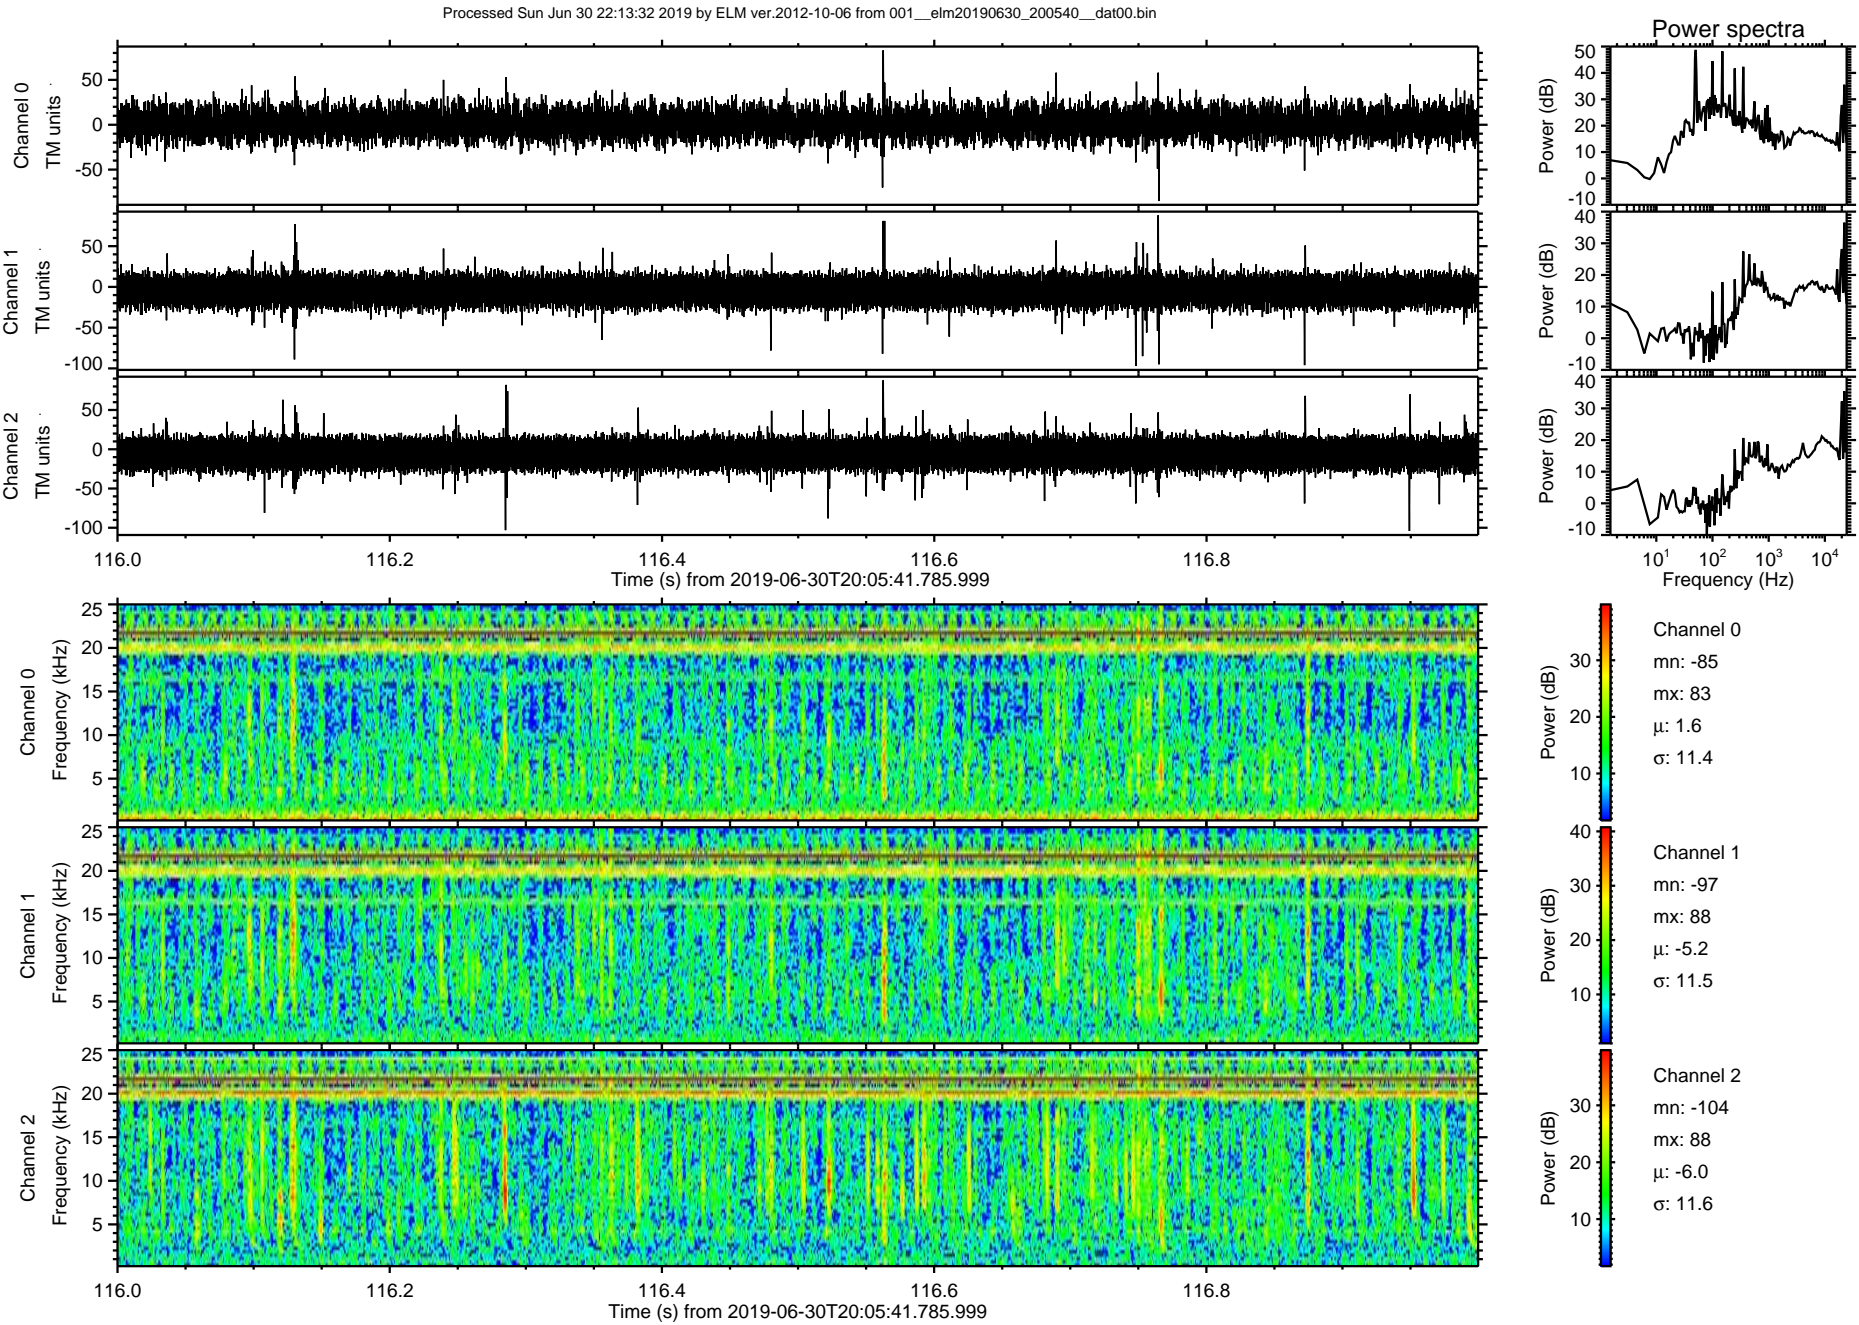 Processed Sun Jun 30 22:13:32 2019 by ELM ver.2012-10-06 from 001__elm20190630_200540__dat00.bin
Power spectra
Channel 0
TM units
50
0
-50
Power (dB)
50
40
30
20
10
0
-10
Channel 1
TM units
50
0
-50
-100
Power (dB)
40
30
20
10
0
-10
Channel 2
TM units
50
0
-50
-100
Power (dB)
40
30
20
10
0
-10
116.0 116.2 116.4 116.6 116.8
Time (s) from 2019-06-30T20:05:41.785.999
10¹ 10² 10³ 10⁴
Frequency (Hz)
Channel 0
Frequency (kHz)
25
20
15
10
5
Power (dB)
30
20
10
Channel 0
mn: -85
mx: 83
µ: 1.6
σ: 11.4
Channel 1
Frequency (kHz)
25
20
15
10
5
Power (dB)
40
30
20
10
Channel 1
mn: -97
mx: 88
µ: -5.2
σ: 11.5
Channel 2
Frequency (kHz)
25
20
15
10
5
Power (dB)
30
20
10
Channel 2
mn: -104
mx: 88
µ: -6.0
σ: 11.6
116.0 116.2 116.4 116.6 116.8
Time (s) from 2019-06-30T20:05:41.785.999